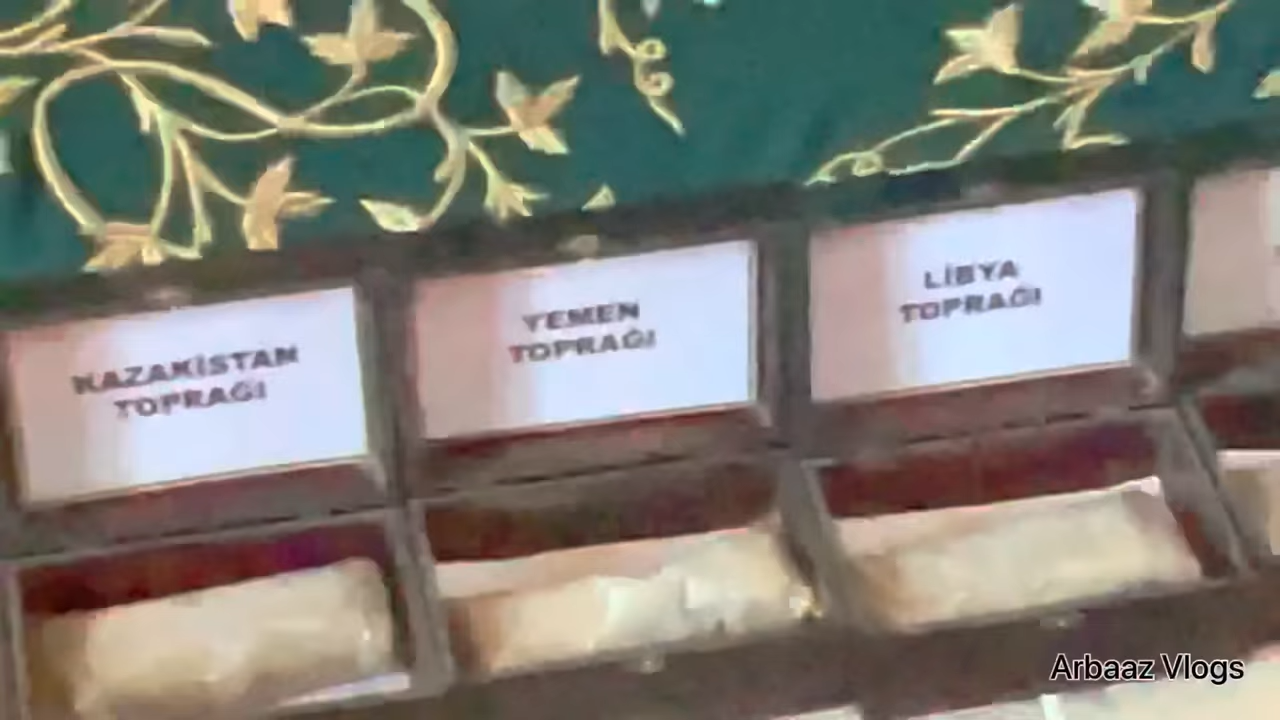 KAZAKİSTAN
TOPRAĞI
YEMEN
TOPRAĞI
LİBYA
TOPRAĞI
Arbaaz Vlogs